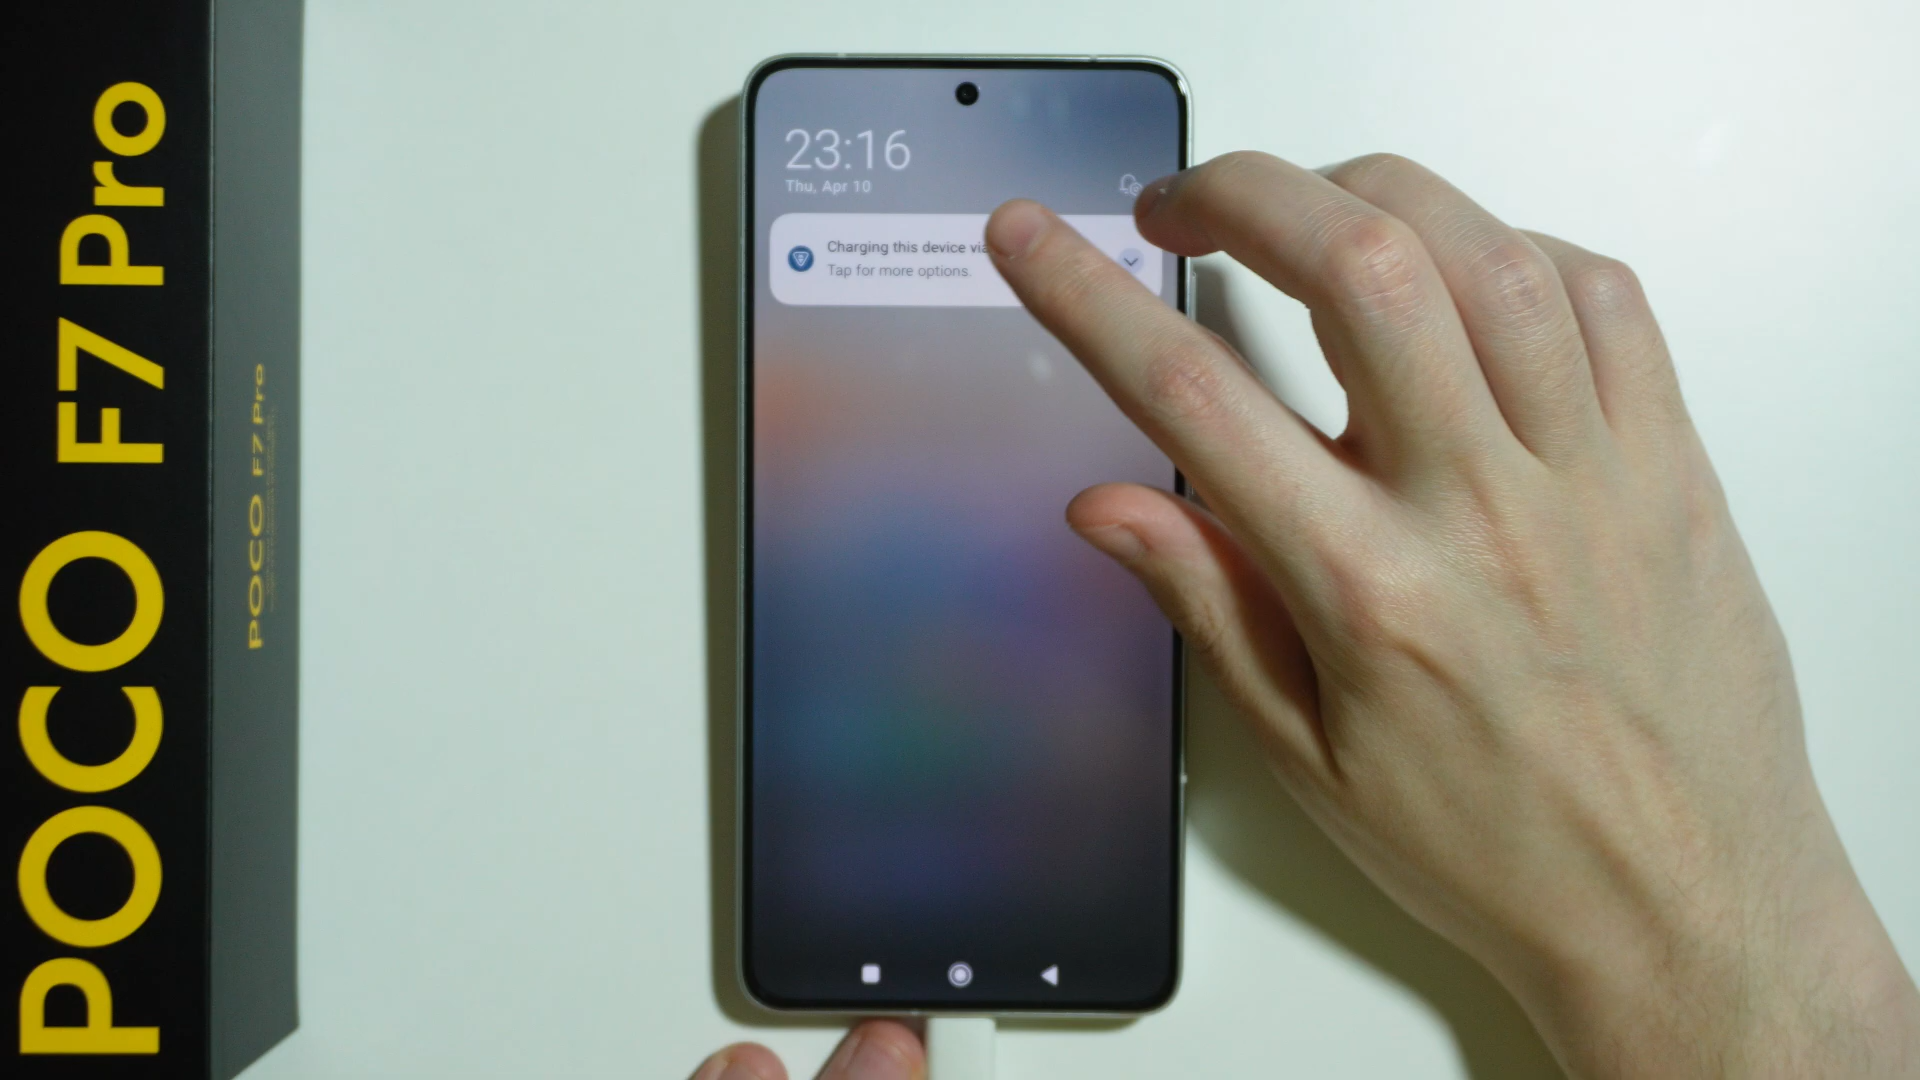 POCO F7 Pro
POCO F7 Pro
23:16
Thu, Apr 10
Charging this device via
Tap for more options.